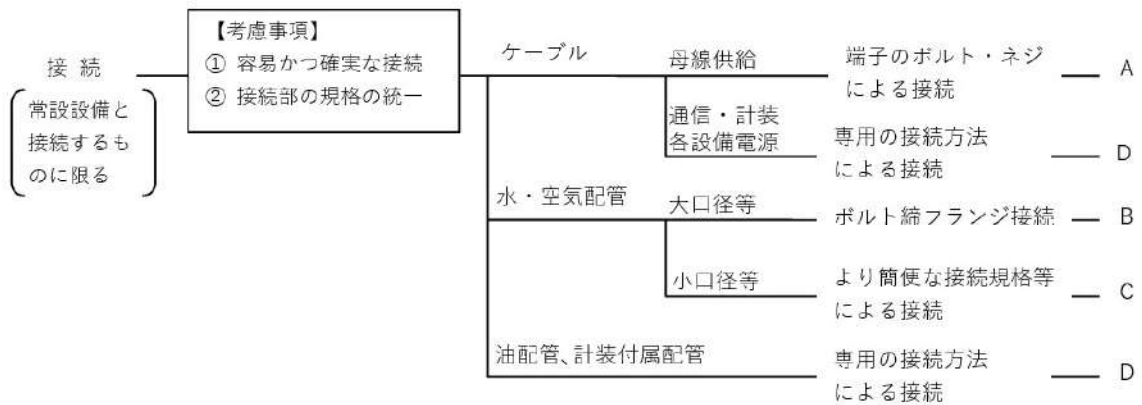 接 続
常設設備と
接続するも
のに限る
【考慮事項】
① 容易かつ確実な接続
② 接続部の規格の統一
ケーブル
母線供給
端子のボルト・ネジ
による接続
A
通信・計装
各設備電源
専用の接続方法
による接続
D
水・空気配管
大口径等
ボルト締フランジ接続
B
小口径等
より簡便な接続規格等
による接続
C
油配管、計装付属配管
専用の接続方法
による接続
D